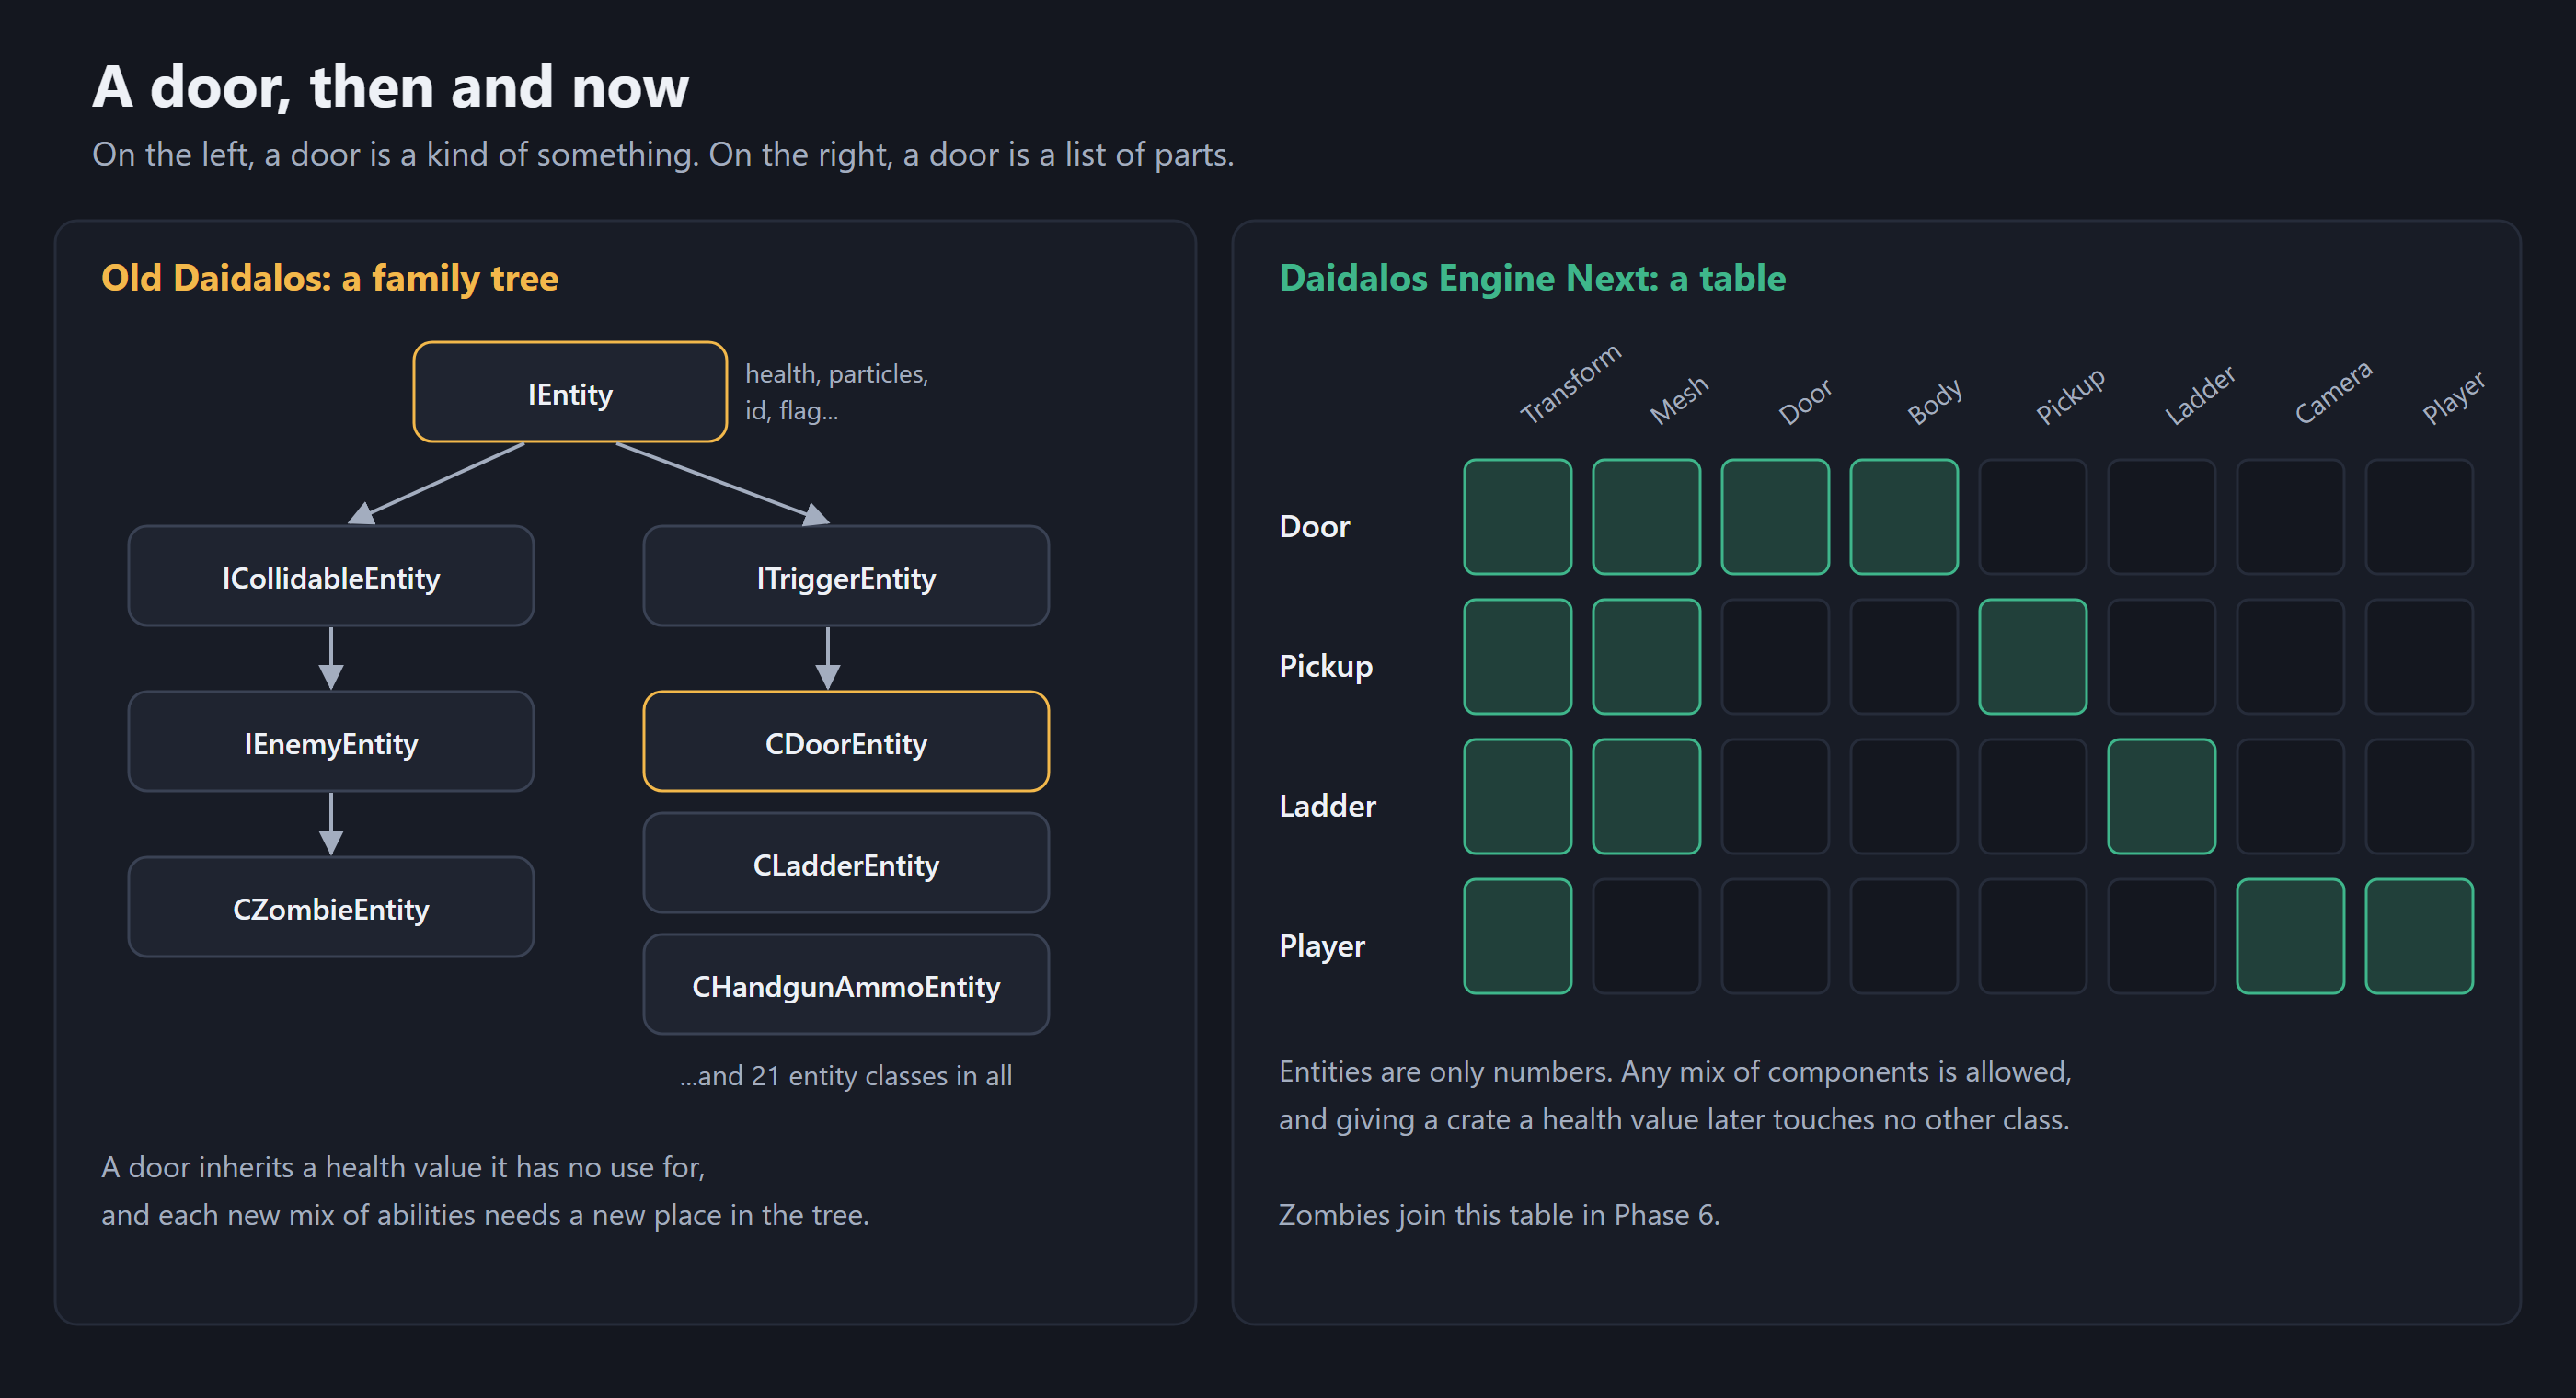 A door, then and now
On the left, a door is a kind of something. On the right, a door is a list of parts.
Old Daidalos: a family tree
IEntity
health, particles,
id, flag...
ICollidableEntity
ITriggerEntity
IEnemyEntity
CDoorEntity
CLadderEntity
CZombieEntity
CHandgunAmmoEntity
...and 21 entity classes in all
A door inherits a health value it has no use for,
and each new mix of abilities needs a new place in the tree.
Daidalos Engine Next: a table
Transform
Mesh
Door
Body
Pickup
Ladder
Camera
Player
Door
Pickup
Ladder
Player
Entities are only numbers. Any mix of components is allowed,
and giving a crate a health value later touches no other class.
Zombies join this table in Phase 6.